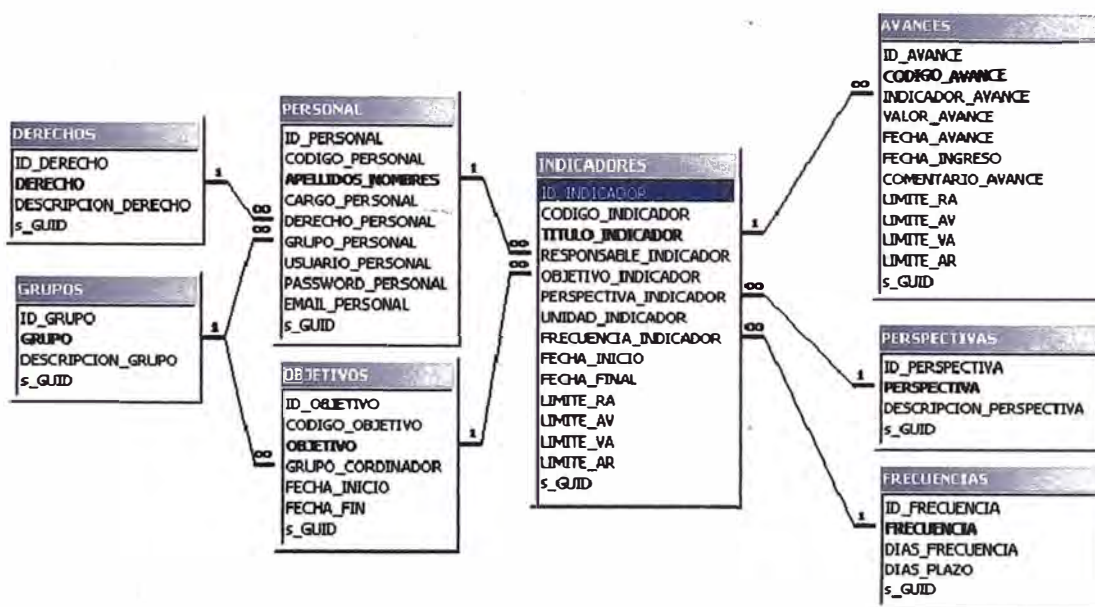 DERECHOS
ID_DERECHO
DERECHO
DESCRIPCION_DERECHO
s_GUID
GRUPOS
ID_GRUPO
GRUPO
DESCRIPCION_GRUPO
s_GUID
PERSONAL
ID_PERSONAL
CODIGO_PERSONAL
APELLIDOS_NOMBRES
CARGO_PERSONAL
DERECHO_PERSONAL
GRUPO_PERSONAL
USUARIO_PERSONAL
PASSWORD_PERSONAL
EMAIL_PERSONAL
s_GUID
OBJETIVOS
ID_OBJETIVO
CODIGO_OBJETIVO
OBJETIVO
GRUPO_CORDINADOR
FECHA_INICIO
FECHA_FIN
s_GUID
INDICADORES
ID_INDICADOR
CODIGO_INDICADOR
TITULO_INDICADOR
RESPONSABLE_INDICADOR
OBJETIVO_INDICADOR
PERSPECTIVA_INDICADOR
UNIDAD_INDICADOR
FRECUENCIA_INDICADOR
FECHA_INICIO
FECHA_FINAL
LIMITE_RA
LIMITE_AV
LIMITE_VA
LIMITE_AR
s_GUID
AVANCES
ID_AVANCE
CODIGO_AVANCE
INDICADOR_AVANCE
VALOR_AVANCE
FECHA_AVANCE
FECHA_INGRESO
COMENTARIO_AVANCE
LIMITE_RA
LIMITE_AV
LIMITE_VA
LIMITE_AR
s_GUID
PERSPECTIVAS
ID_PERSPECTIVA
PERSPECTIVA
DESCRIPCION_PERSPECTIVA
s_GUID
FRECUENCIAS
ID_FRECUENCIA
FRECUENCIA
DIAS_FRECUENCIA
DIAS_PLAZO
s_GUID
1
∞
∞
1
∞
1
∞
∞
1
1
∞
∞
∞
1
1